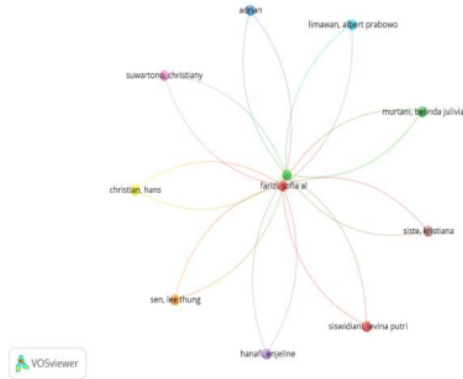 adrian
limawan, albert prabowo
suwartono, christiany
murtani, belinda julivia
farizi, sofia al
christian, hans
siste, kristiana
sen, lee thung
siswidiani, levina putri
hanafi, enjeline
VOSviewer